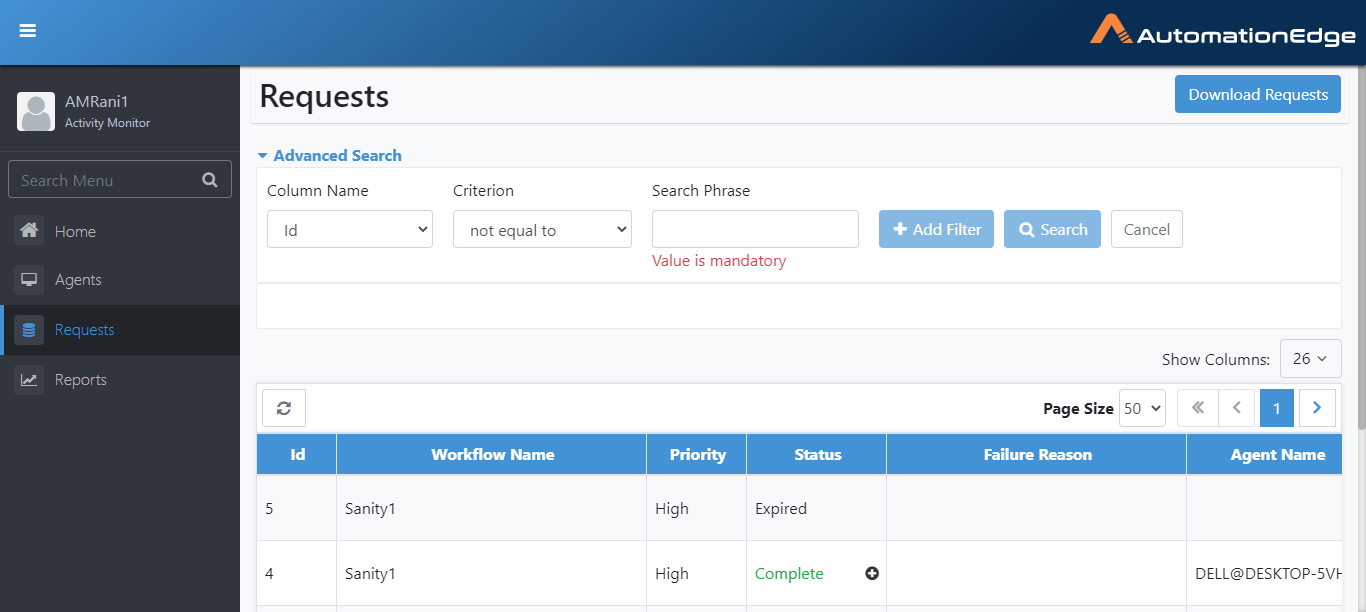 AutomationEdge
AMRani1
Activity Monitor
Search Menu
Home
Agents
Requests
Reports
Requests
Download Requests
Advanced Search
Column Name Criterion Search Phrase
Id not equal to Add Filter Search Cancel
Value is mandatory
Show Columns: 26
Page Size 50 1
Id Workflow Name Priority Status Failure Reason Agent Name
5 Sanity1 High Expired
4 Sanity1 High Complete DELL@DESKTOP-5VH